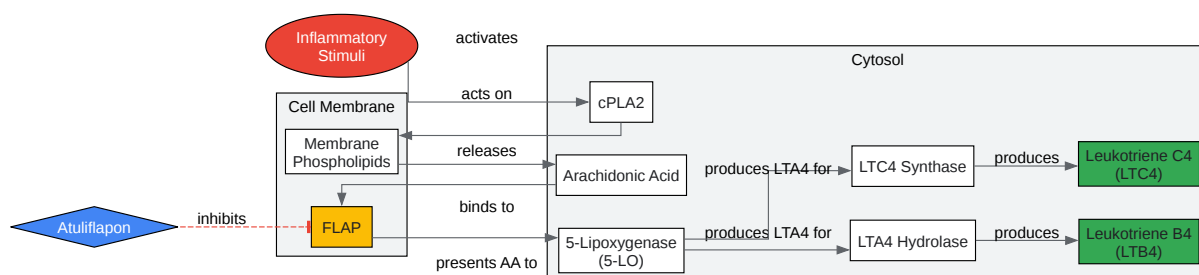 Inflammatory
Stimuli
activates
Cytosol
acts on
cPLA2
Cell Membrane
Membrane
Phospholipids
releases
Arachidonic Acid
produces LTA4 for
LTC4 Synthase
produces
Leukotriene C4
(LTC4)
Atuliflapon
inhibits
FLAP
binds to
5-Lipoxygenase
(5-LO)
produces LTA4 for
LTA4 Hydrolase
produces
Leukotriene B4
(LTB4)
presents AA to